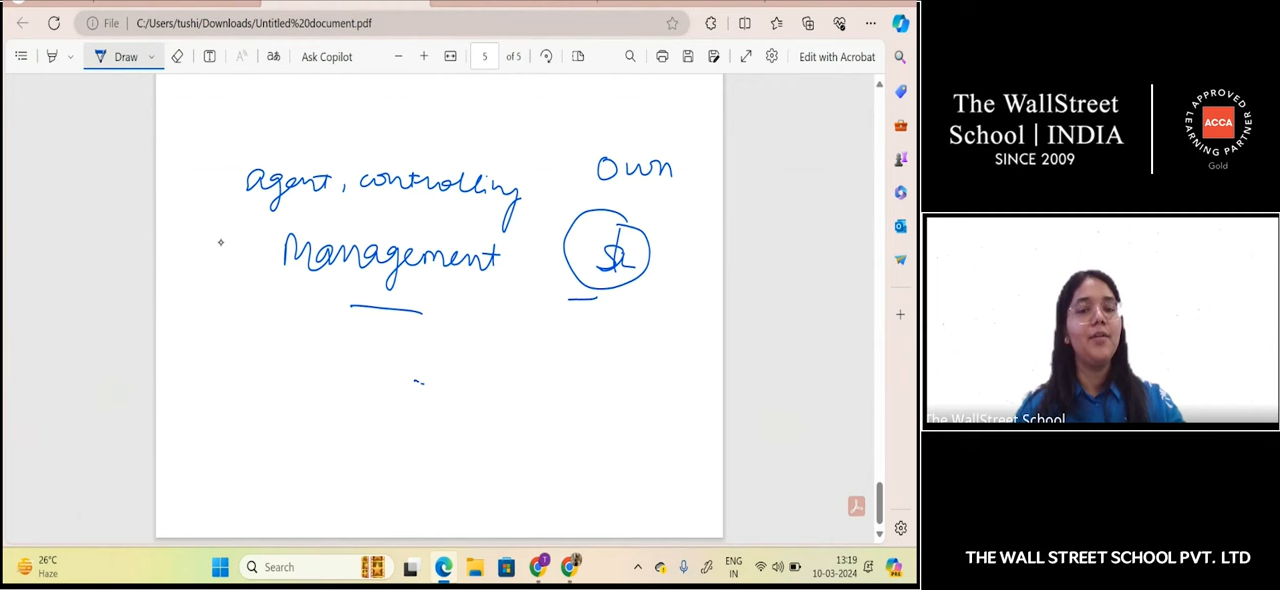 File
C:/Users/tushi/Downloads/Untitled%20document.pdf
Draw
Ask Copilot
5
of 5
Edit with Acrobat
own
agent, controlling
Management
The WallStreet
School | INDIA
SINCE 2009
APPROVED
LEARNING PARTNER
ACCA
Gold
The WallStreet School
26°C
Haze
Search
ENG
IN
13:19
10-03-2024
THE WALL STREET SCHOOL PVT. LTD